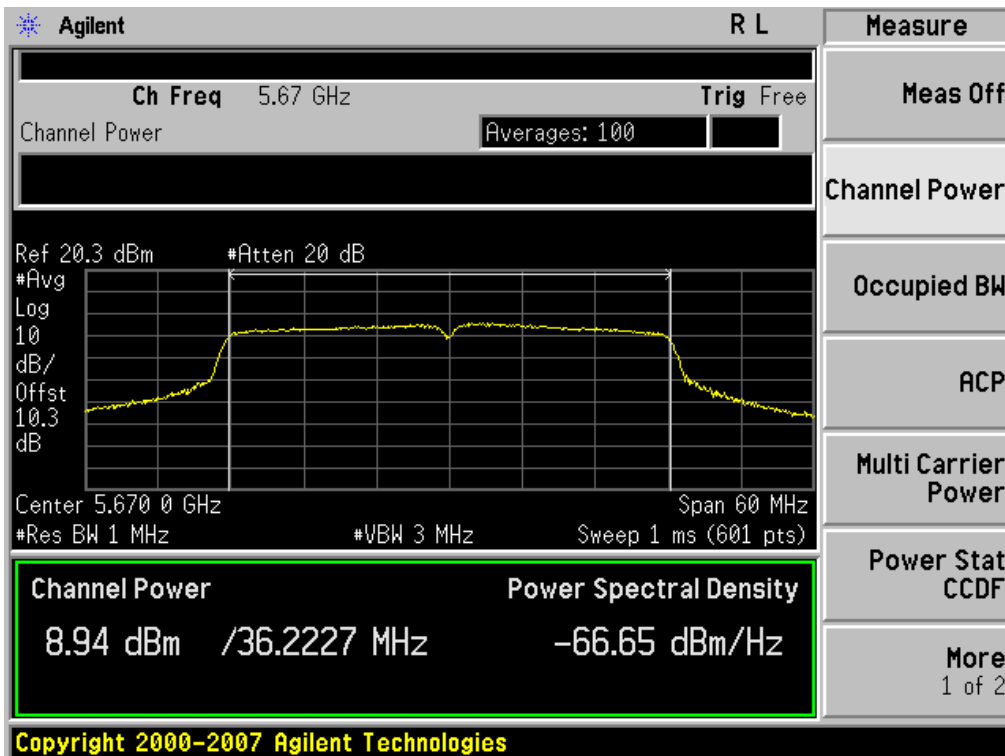 Agilent R L
Ch Freq 5.67 GHz Trig Free
Channel Power Averages: 100
Ref 20.3 dBm #Atten 20 dB
#Avg
Log
10
dB/
Offst
10.3
dB
Center 5.670 0 GHz Span 60 MHz
#Res BW 1 MHz #VBW 3 MHz Sweep 1 ms (601 pts)
Channel Power Power Spectral Density
8.94 dBm /36.2227 MHz -66.65 dBm/Hz
Copyright 2000-2007 Agilent Technologies
Measure
Meas Off
Channel Power
Occupied BW
ACP
Multi Carrier
Power
Power Stat
CCDF
More
1 of 2